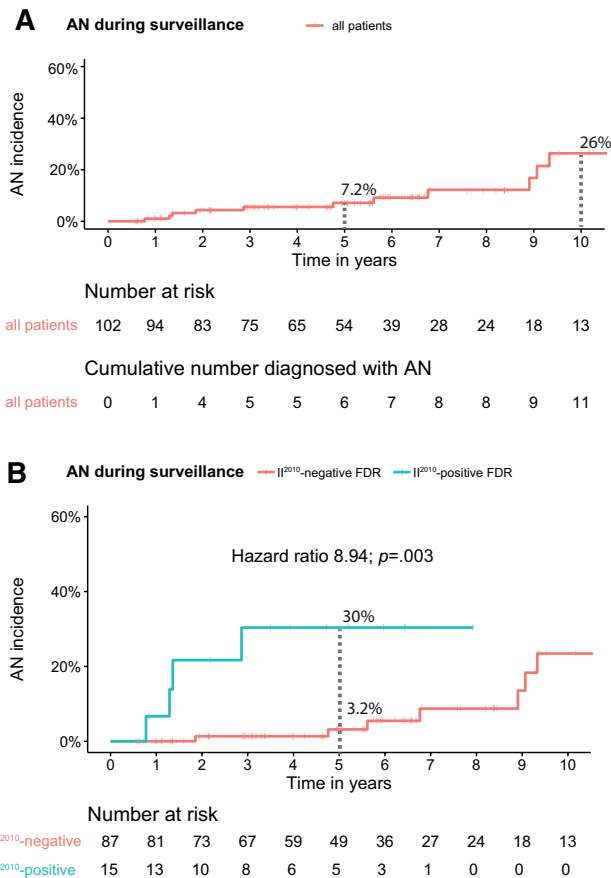 A AN during surveillance all patients
60%
40%
20%
0%
AN incidence
7.2%
26%
0 1 2 3 4 5 6 7 8 9 10
Time in years
Number at risk
all patients 102 94 83 75 65 54 39 28 24 18 13
Cumulative number diagnosed with AN
all patients 0 1 4 5 5 6 7 8 8 9 11
B AN during surveillance II²⁰¹⁰-negative FDR II²⁰¹⁰-positive FDR
60%
40%
20%
0%
AN incidence
Hazard ratio 8.94; p=.003
30%
3.2%
0 1 2 3 4 5 6 7 8 9 10
Time in years
Number at risk
²⁰¹⁰-negative 87 81 73 67 59 49 36 27 24 18 13
²⁰¹⁰-positive 15 13 10 8 6 5 3 1 0 0 0